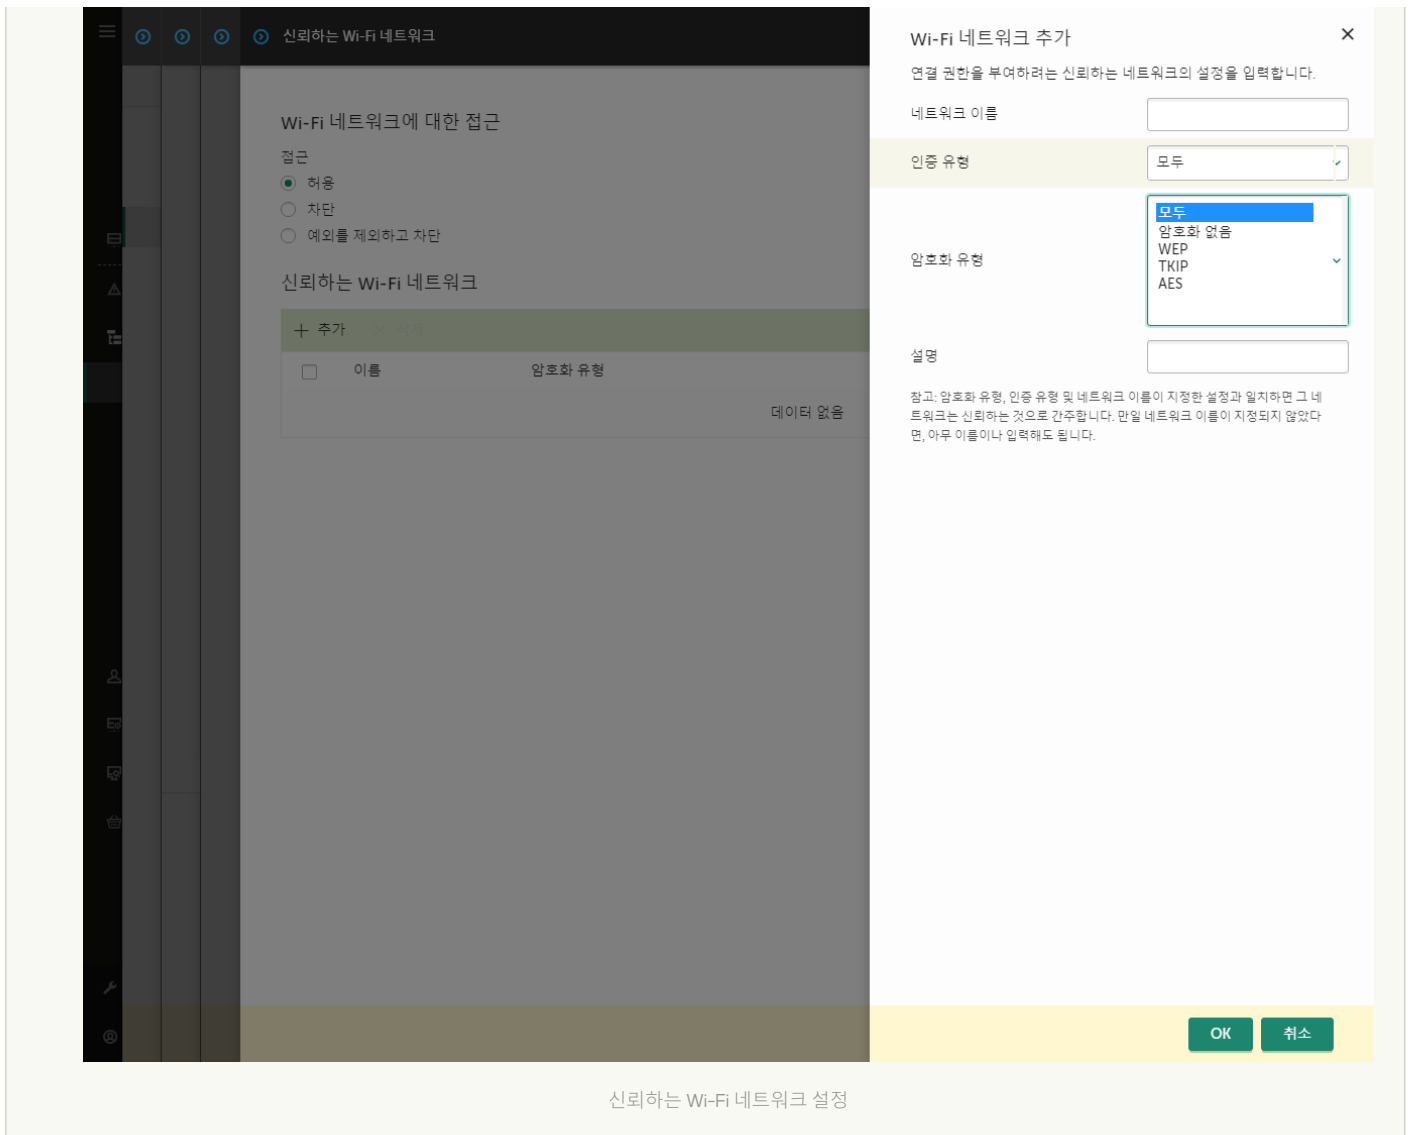 신뢰하는 Wi-Fi 네트워크
Wi-Fi 네트워크에 대한 접근
접근
허용
차단
예외를 제외하고 차단
신뢰하는 Wi-Fi 네트워크
추가 삭제
이름 암호화 유형
데이터 없음
Wi-Fi 네트워크 추가
연결 권한을 부여하려는 신뢰하는 네트워크의 설정을 입력합니다.
네트워크 이름
인증 유형 모두
암호화 유형
모두
암호화 없음
WEP
TKIP
AES
설명
참고: 암호화 유형, 인증 유형 및 네트워크 이름이 지정한 설정과 일치하면 그 네
트워크는 신뢰하는 것으로 간주합니다. 만일 네트워크 이름이 지정되지 않았다
면, 아무 이름이나 입력해도 됩니다.
OK 취소
신뢰하는 Wi-Fi 네트워크 설정